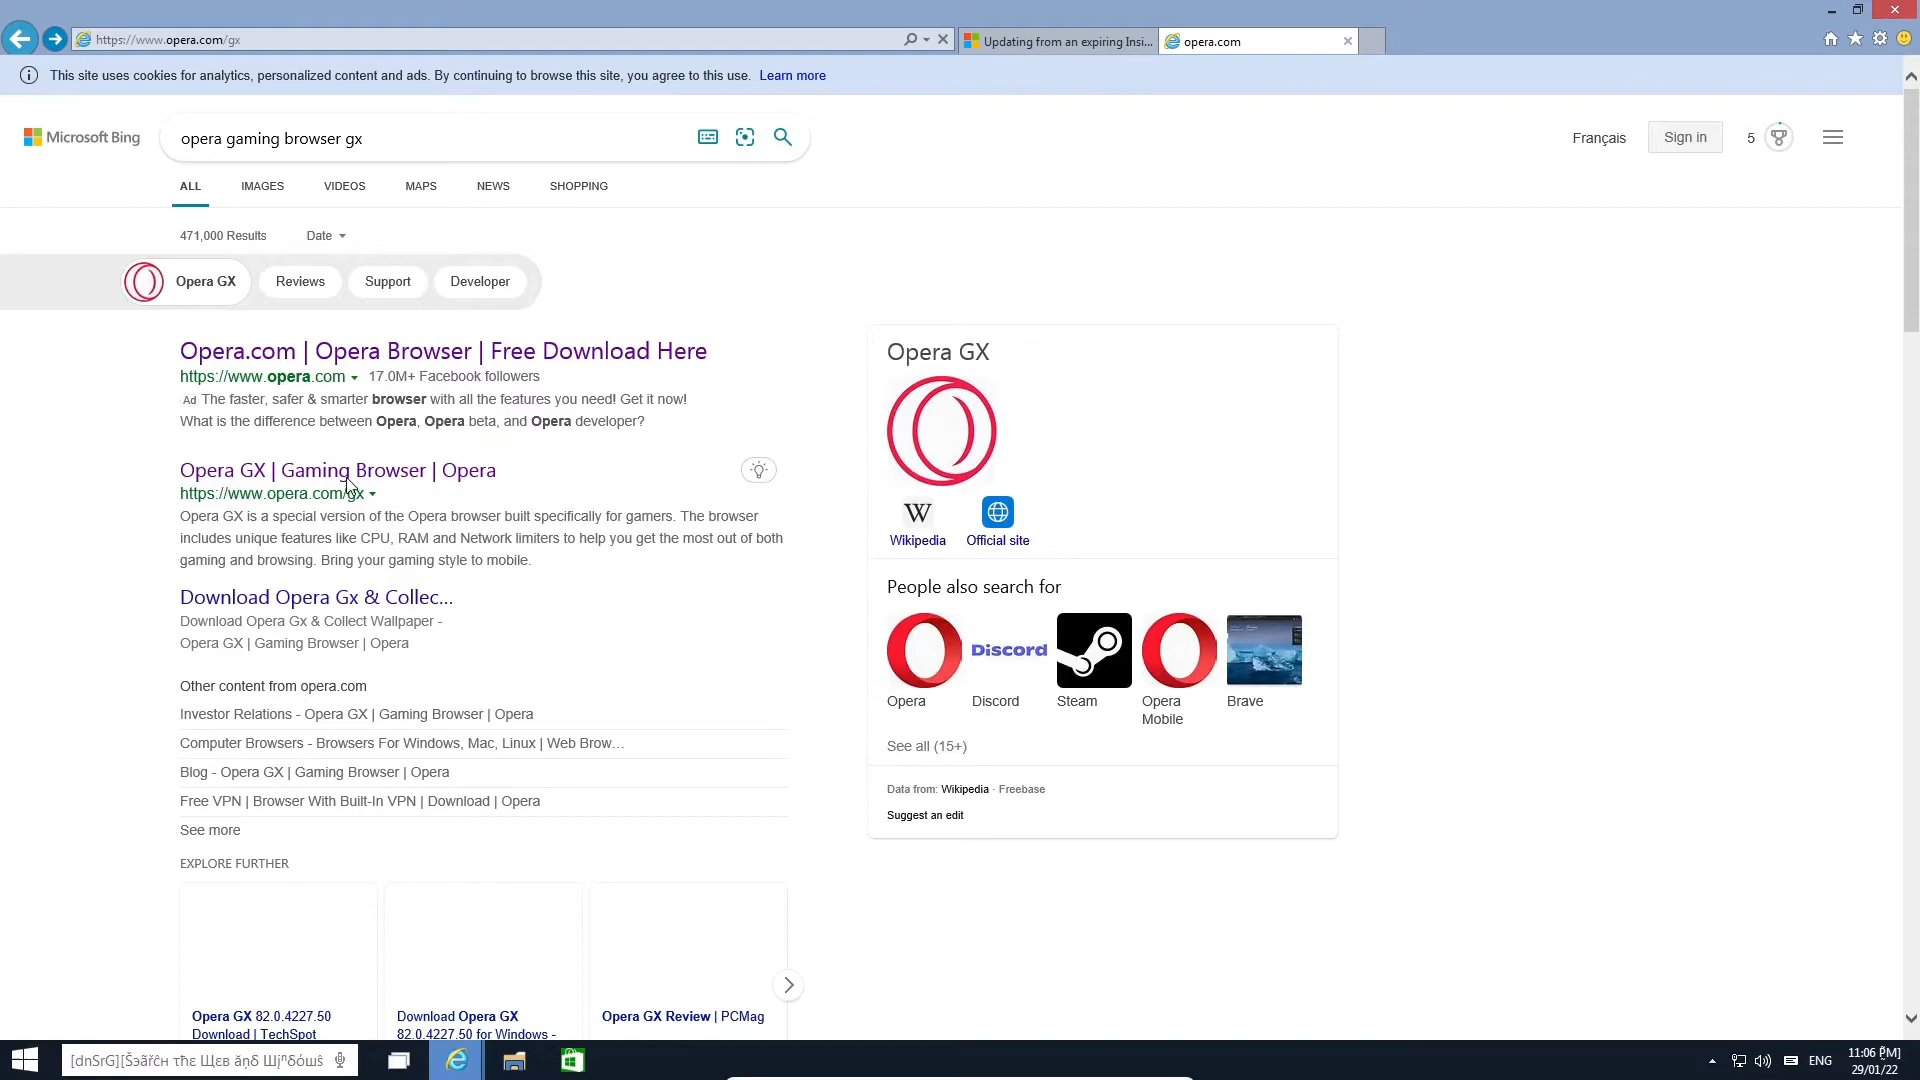 https://www.opera.com/gx
Updating from an expiring Insi...
opera.com
This site uses cookies for analytics, personalized content and ads. By continuing to browse this site, you agree to this use. Learn more
Microsoft Bing
opera gaming browser gx
Français
Sign in
5
ALL
IMAGES
VIDEOS
MAPS
NEWS
SHOPPING
471,000 Results
Date
Opera GX
Reviews
Support
Developer
Opera.com | Opera Browser | Free Download Here
https://www.opera.com
17.0M+ Facebook followers
Ad The faster, safer & smarter browser with all the features you need! Get it now!
What is the difference between Opera, Opera beta, and Opera developer?
Opera GX | Gaming Browser | Opera
https://www.opera.com/gx
Opera GX is a special version of the Opera browser built specifically for gamers. The browser
includes unique features like CPU, RAM and Network limiters to help you get the most out of both
gaming and browsing. Bring your gaming style to mobile.
Download Opera Gx & Collec...
Download Opera Gx & Collect Wallpaper -
Opera GX | Gaming Browser | Opera
Other content from opera.com
Investor Relations - Opera GX | Gaming Browser | Opera
Computer Browsers - Browsers For Windows, Mac, Linux | Web Brow...
Blog - Opera GX | Gaming Browser | Opera
Free VPN | Browser With Built-In VPN | Download | Opera
See more
EXPLORE FURTHER
Opera GX 82.0.4227.50
Download | TechSpot
Download Opera GX
82.0.4227.50 for Windows -
Opera GX Review | PCMag
Opera GX
W
Wikipedia
Official site
People also search for
Discord
Opera
Discord
Steam
Opera
Mobile
Brave
See all (15+)
Data from: Wikipedia · Freebase
Suggest an edit
ENG
11:06
29/01/22